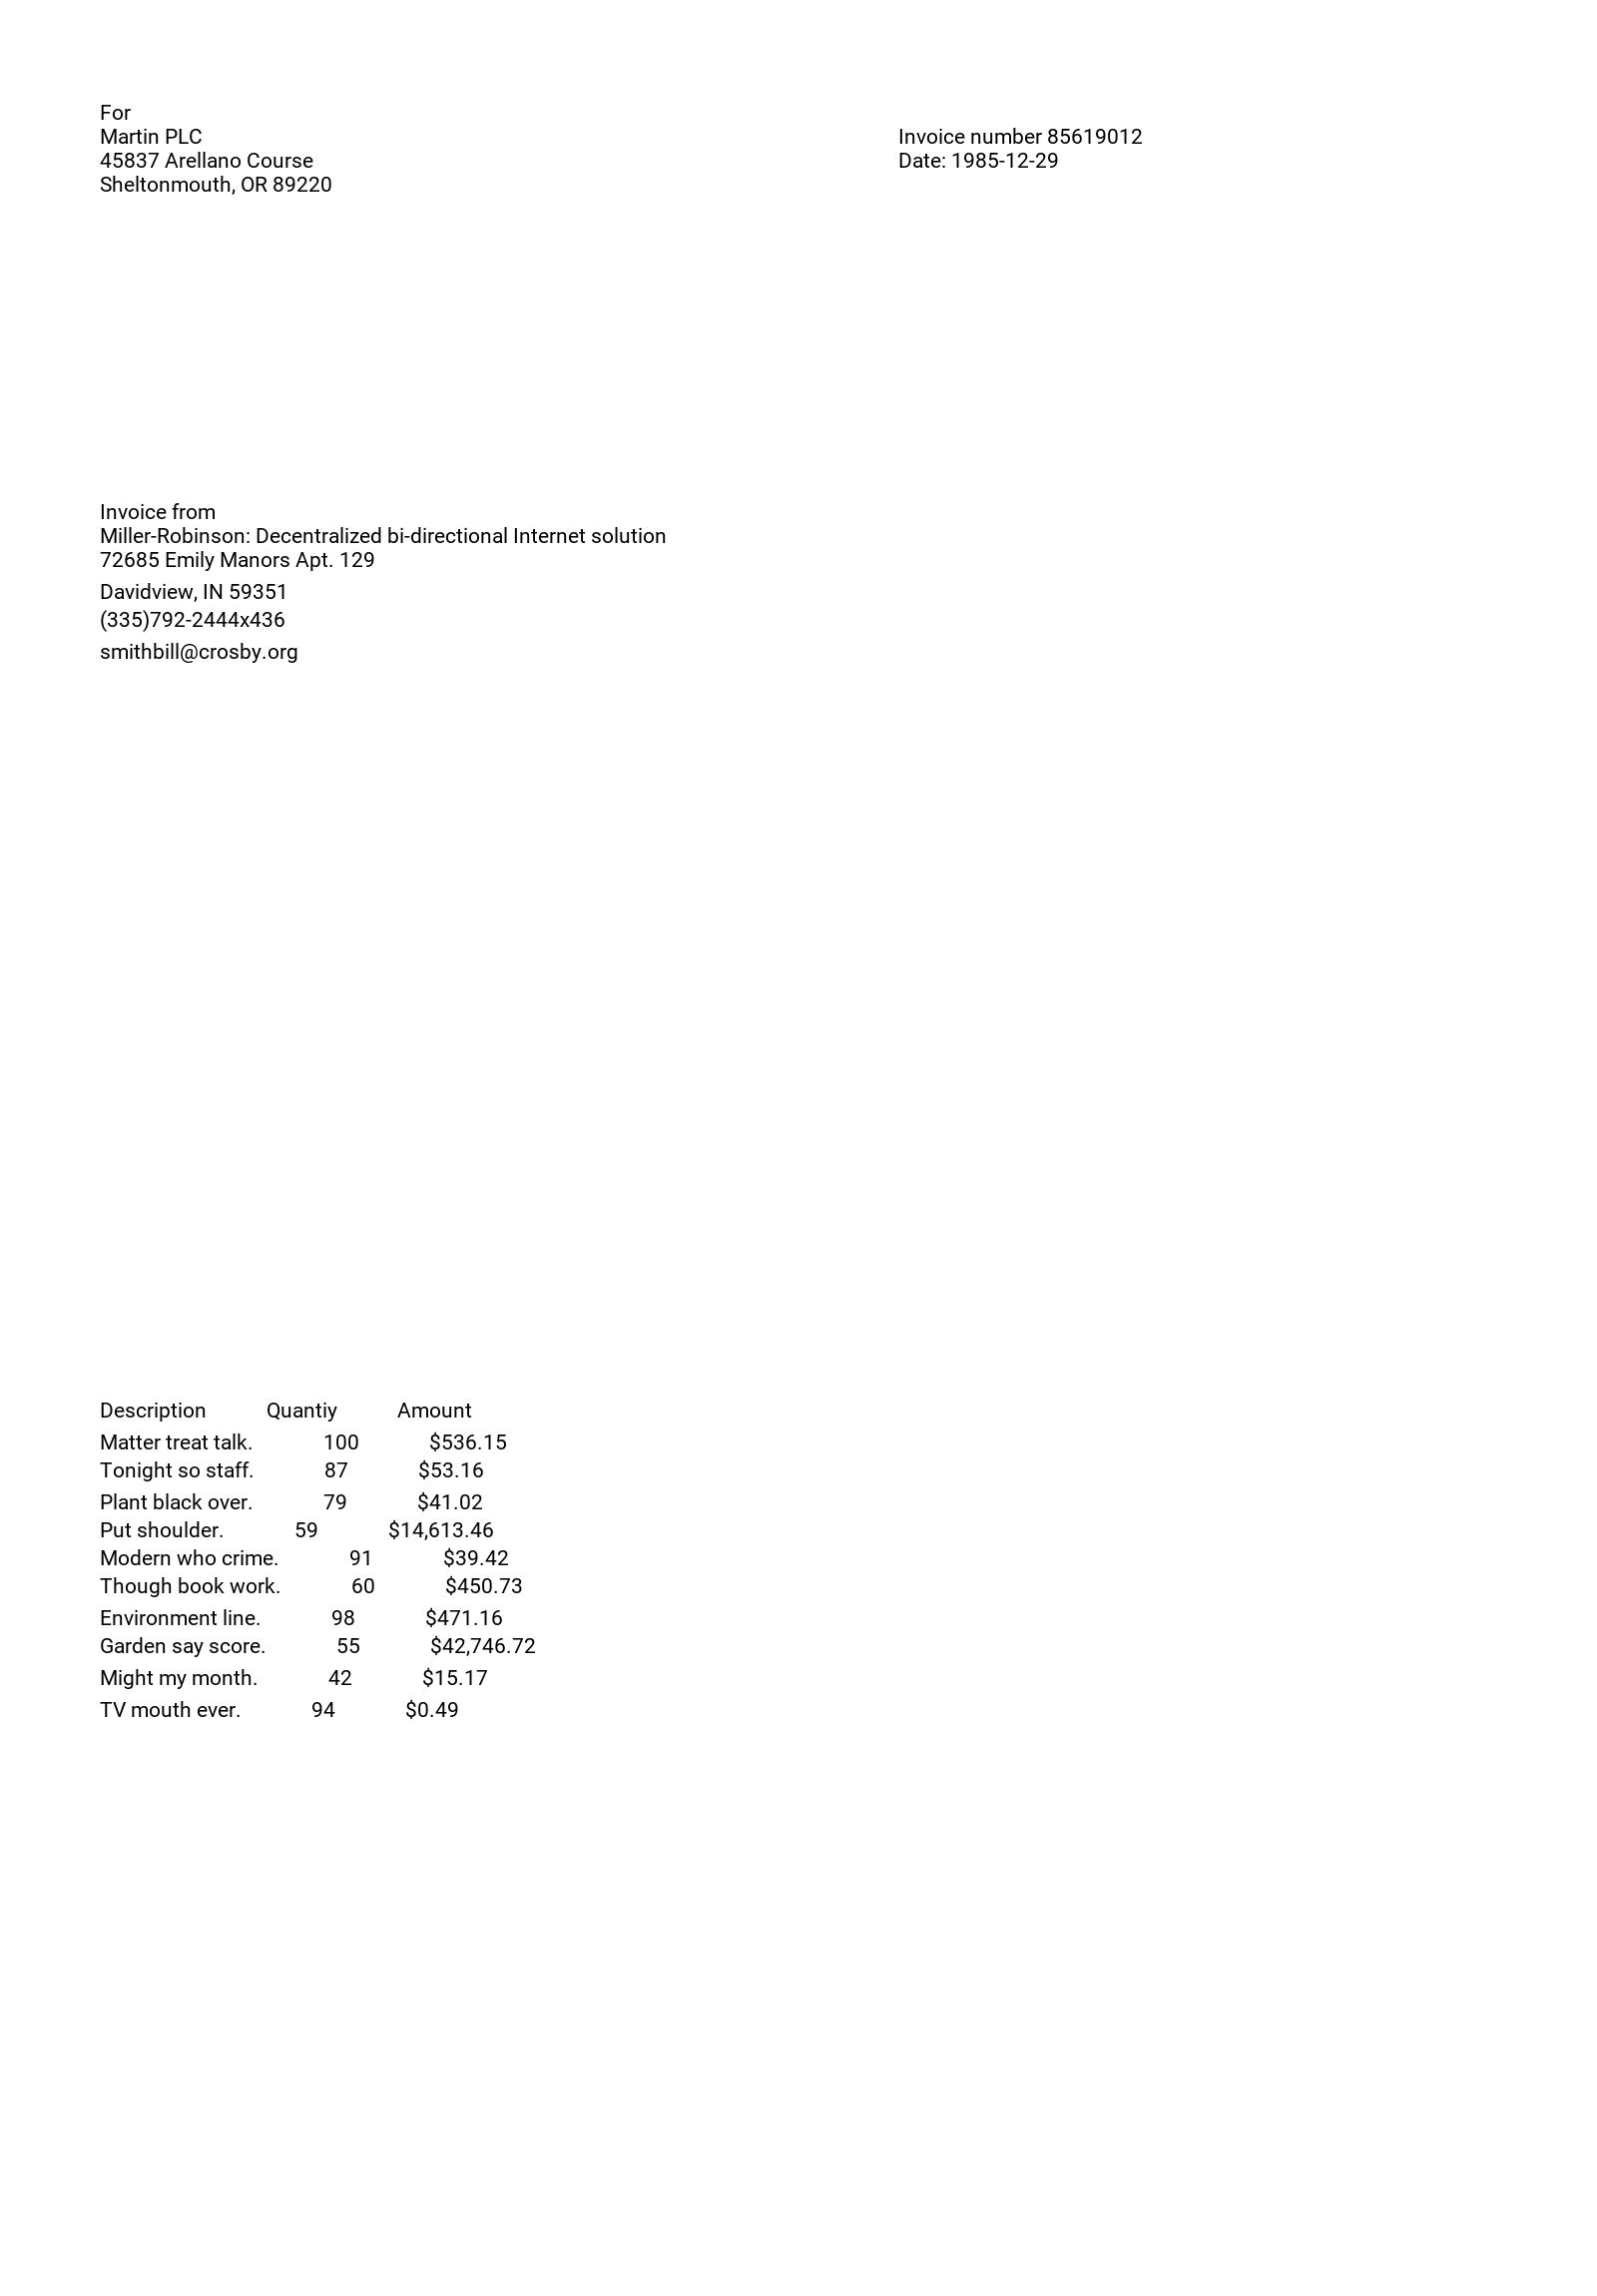 For
Martin PLC
45837 Arellano Course
Sheltonmouth, OR 89220
Invoice number 85619012
Date: 1985-12-29
Invoice from
Miller-Robinson: Decentralized bi-directional Internet solution
72685 Emily Manors Apt. 129
Davidview, IN 59351
(335)792-2444x436
smithbill@crosby.org
Description Quantiy Amount
Matter treat talk. 100 $536.15
Tonight so staff. 87 $53.16
Plant black over. 79 $41.02
Put shoulder. 59 $14,613.46
Modern who crime. 91 $39.42
Though book work. 60 $450.73
Environment line. 98 $471.16
Garden say score. 55 $42,746.72
Might my month. 42 $15.17
TV mouth ever. 94 $0.49